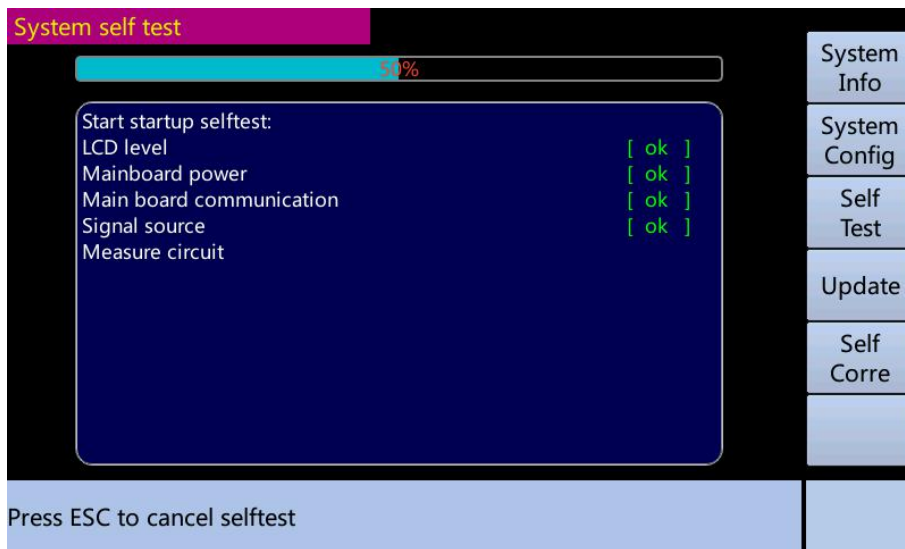 System self test
50%
Start startup selftest:
LCD level [ ok ]
Mainboard power [ ok ]
Main board communication [ ok ]
Signal source [ ok ]
Measure circuit
System
Info
System
Config
Self
Test
Update
Self
Corre
Press ESC to cancel selftest